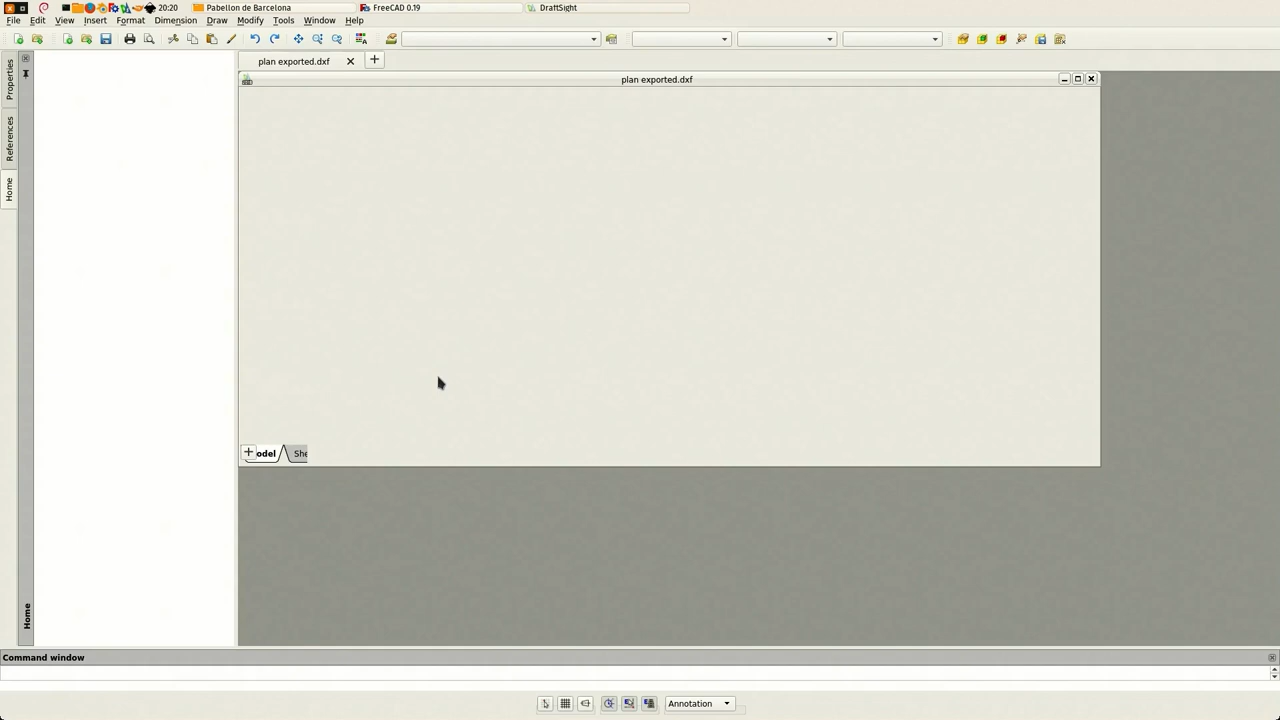 20:20
Pabellon de Barcelona
FreeCAD 0.19
DraftSight
File Edit View Insert Format Dimension Draw Modify Tools Window Help
plan exported.dxf
plan exported.dxf
Properties
References
Home
odel
She
Home
Command window
Annotation